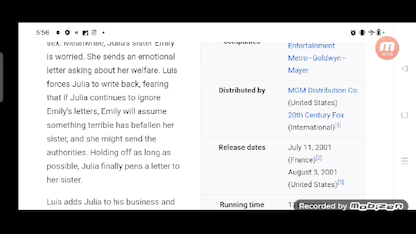 5:56
sex. Meanwhile, Julia's sister Emily
is worried. She sends an emotional
letter asking about her welfare. Luis
forces Julia to write back, fearing
that if Julia continues to ignore
Emily's letters, Emily will assume
something terrible has befallen her
sister, and she might send the
authorities. Holding off as long as
possible, Julia finally pens a letter to
her sister.
Luis adds Julia to his business and
companies
Entertainment
Metro–Goldwyn–
Mayer
Distributed by
MGM Distribution Co.
(United States)
20th Century Fox
(International)[1]
Release dates
July 11, 2001
(France)[2]
August 3, 2001
(United States)[3]
Running time
Recorded by Mobizen